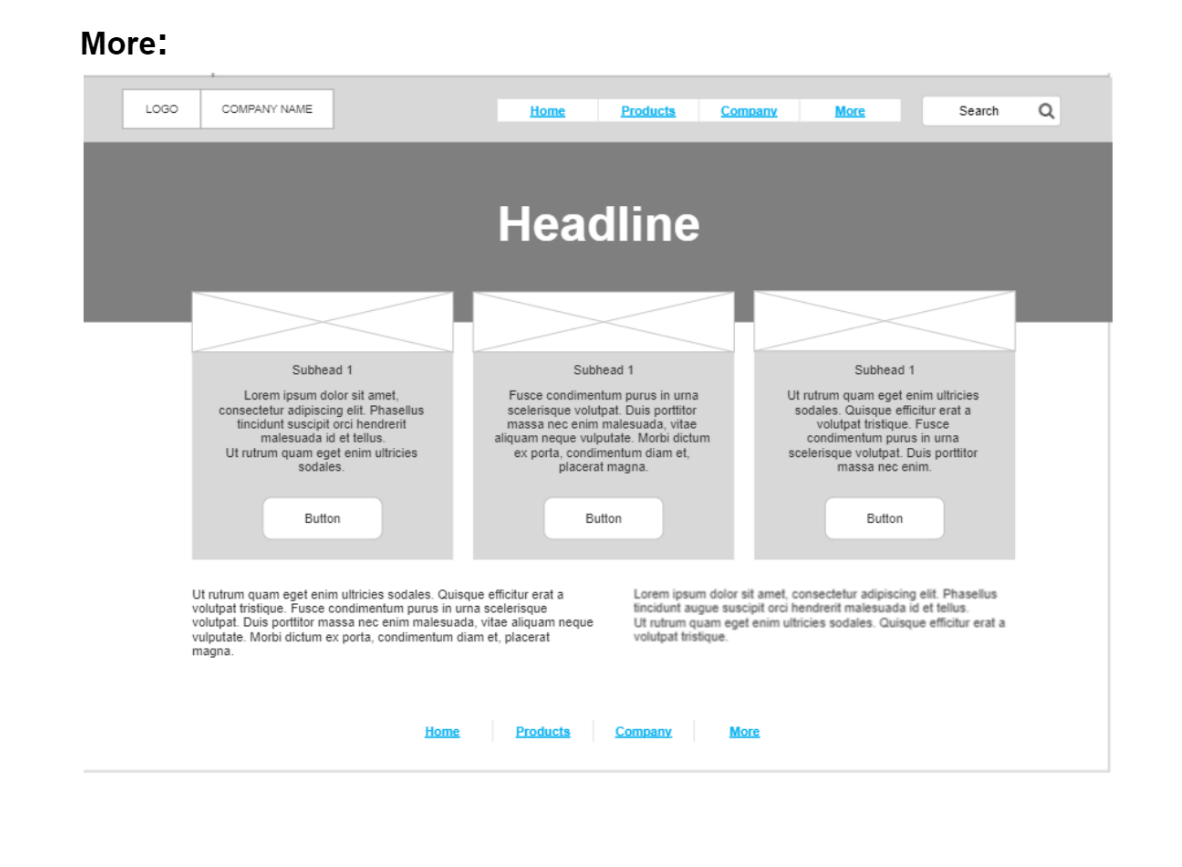 More:
LOGO
COMPANY NAME
Home
Products
Company
More
Search
Headline
Subhead 1
Lorem ipsum dolor sit amet,
consectetur adipiscing elit. Phasellus
tincidunt suscipit orci hendrerit
malesuada id et tellus.
Ut rutrum quam eget enim ultricies
sodales.
Button
Subhead 1
Fusce condimentum purus in urna
scelerisque volutpat. Duis porttitor
massa nec enim malesuada, vitae
aliquam neque vulputate. Morbi dictum
ex porta, condimentum diam et,
placerat magna.
Button
Subhead 1
Ut rutrum quam eget enim ultricies
sodales. Quisque efficitur erat a
volutpat tristique. Fusce
condimentum purus in urna
scelerisque volutpat. Duis porttitor
massa nec enim.
Button
Ut rutrum quam eget enim ultricies sodales. Quisque efficitur erat a
volutpat tristique. Fusce condimentum purus in urna scelerisque
volutpat. Duis porttitor massa nec enim malesuada, vitae aliquam neque
vulputate. Morbi dictum ex porta, condimentum diam et, placerat
magna.
Lorem ipsum dolor sit amet, consectetur adipiscing elit. Phasellus
tincidunt augue suscipit orci hendrerit malesuada id et tellus.
Ut rutrum quam eget enim ultricies sodales. Quisque efficitur erat a
volutpat tristique.
Home
Products
Company
More